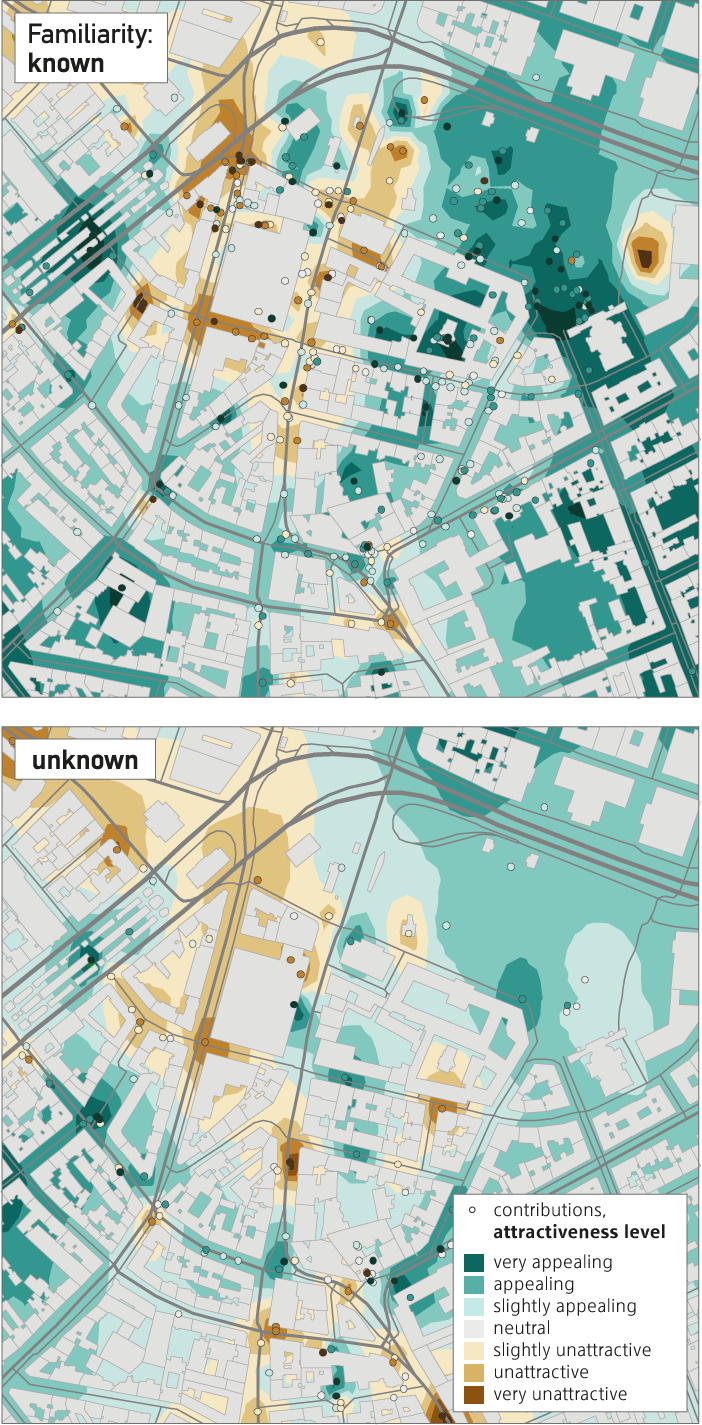 Familiarity:
known
unknown
contributions,
attractiveness level
very appealing
appealing
slightly appealing
neutral
slightly unattractive
unattractive
very unattractive